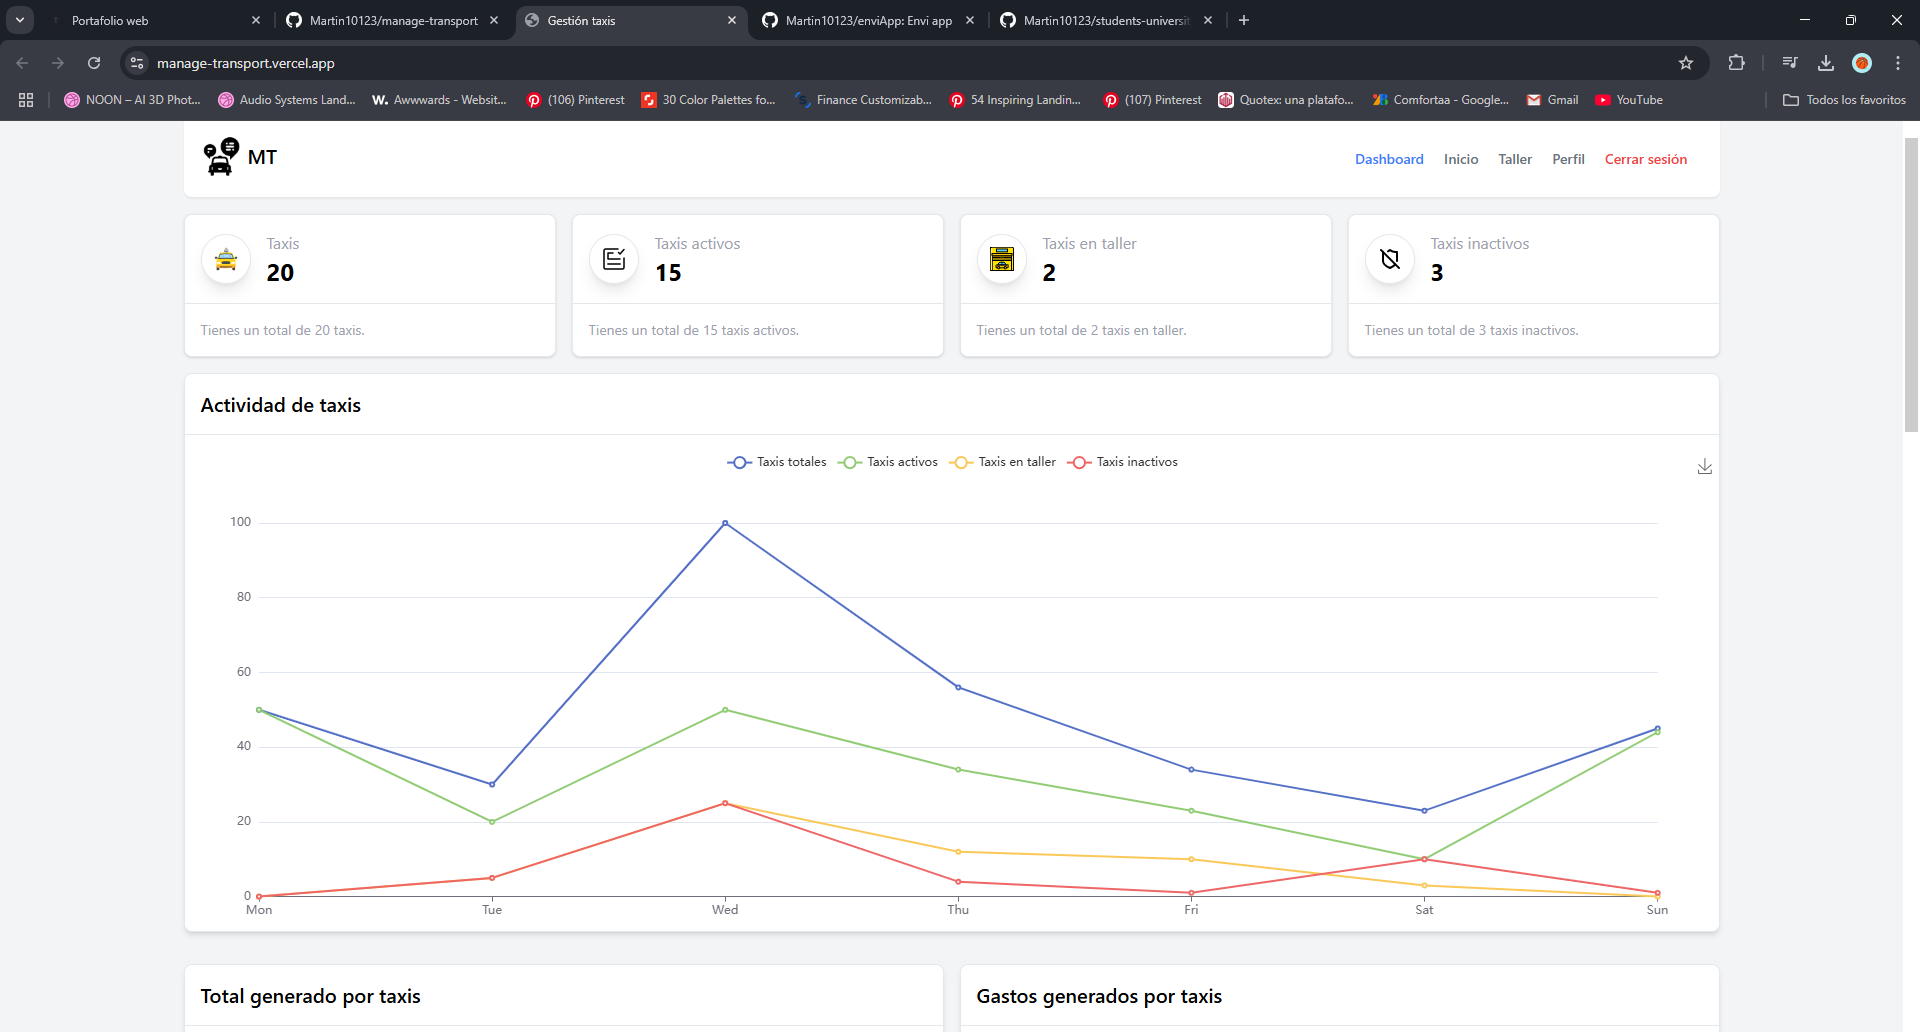 Portafolio web
Martin10123/manage-transport
Gestión taxis
Martin10123/enviApp: Envi app
Martin10123/students-universit
manage-transport.vercel.app
NOON – AI 3D Phot...
Audio Systems Land...
W. Awwwards - Websit...
(106) Pinterest
30 Color Palettes fo...
Finance Customizab...
54 Inspiring Landin...
(107) Pinterest
Quotex: una platafo...
Comfortaa - Google...
Gmail
YouTube
Todos los favoritos
MT
Dashboard
Inicio
Taller
Perfil
Cerrar sesión
Taxis
20
Tienes un total de 20 taxis.
Taxis activos
15
Tienes un total de 15 taxis activos.
Taxis en taller
2
Tienes un total de 2 taxis en taller.
Taxis inactivos
3
Tienes un total de 3 taxis inactivos.
Actividad de taxis
Taxis totales
Taxis activos
Taxis en taller
Taxis inactivos
100
80
60
40
20
0
Mon
Tue
Wed
Thu
Fri
Sat
Sun
Total generado por taxis
Gastos generados por taxis